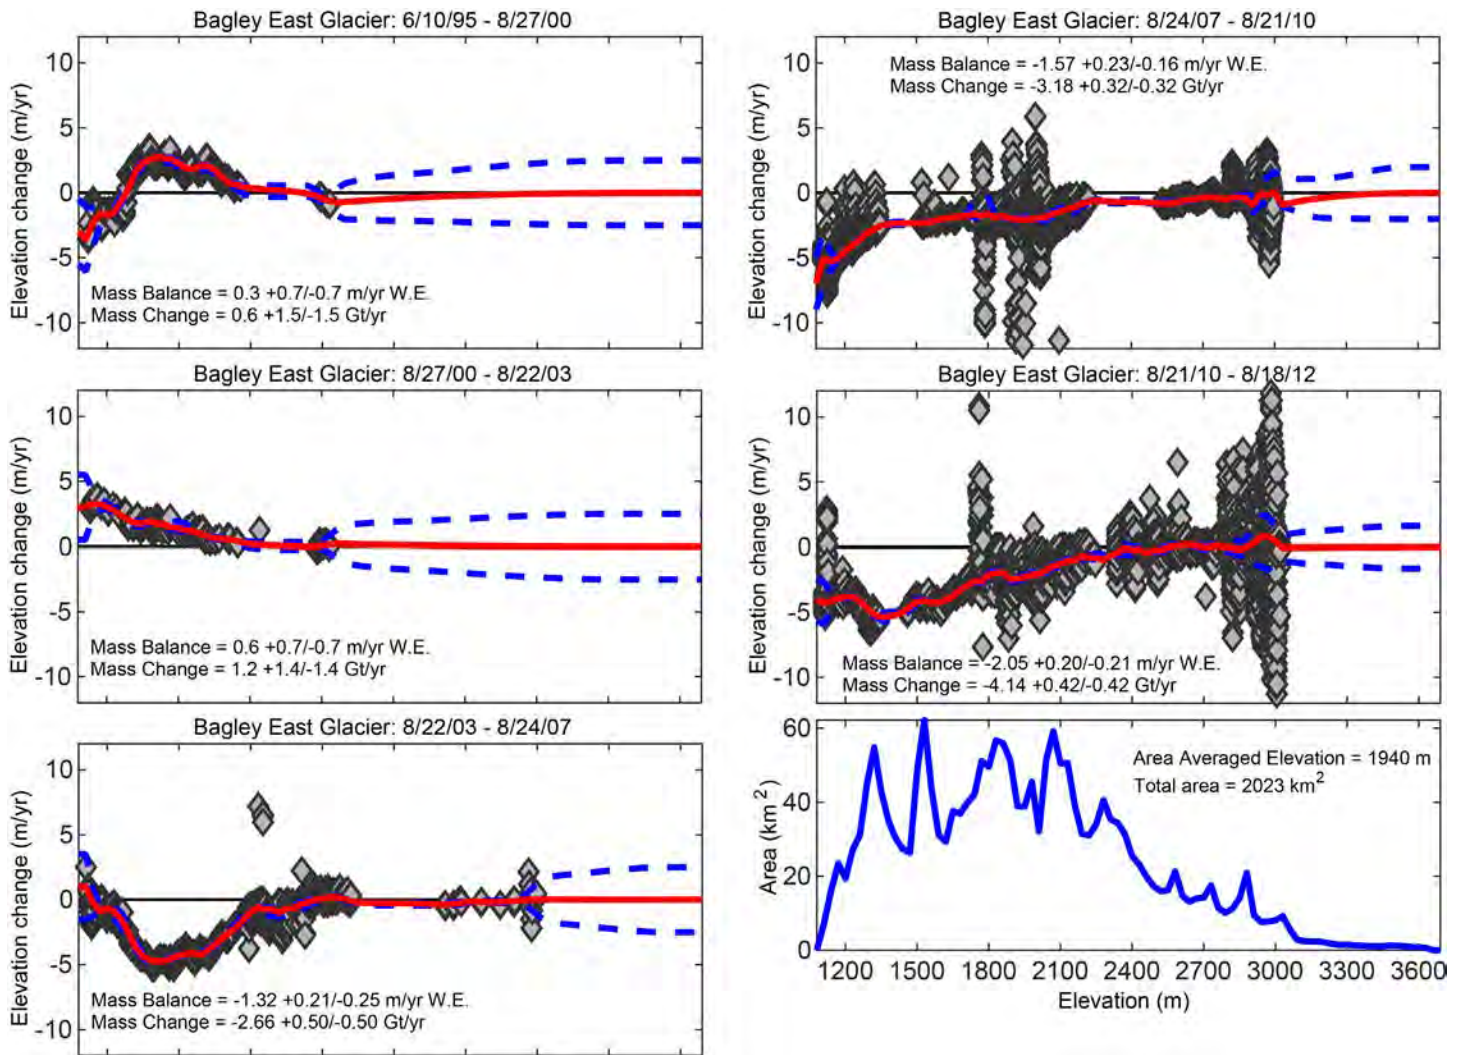 Bagley East Glacier: 6/10/95 - 8/27/00
Elevation change (m/yr)
10
5
0
-5
-10
Mass Balance = 0.3 +0.7/-0.7 m/yr W.E.
Mass Change = 0.6 +1.5/-1.5 Gt/yr
Bagley East Glacier: 8/27/00 - 8/22/03
Elevation change (m/yr)
10
5
0
-5
-10
Mass Balance = 0.6 +0.7/-0.7 m/yr W.E.
Mass Change = 1.2 +1.4/-1.4 Gt/yr
Bagley East Glacier: 8/22/03 - 8/24/07
Elevation change (m/yr)
10
5
0
-5
-10
Mass Balance = -1.32 +0.21/-0.25 m/yr W.E.
Mass Change = -2.66 +0.50/-0.50 Gt/yr
Bagley East Glacier: 8/24/07 - 8/21/10
Elevation change (m/yr)
10
5
0
-5
-10
Mass Balance = -1.57 +0.23/-0.16 m/yr W.E.
Mass Change = -3.18 +0.32/-0.32 Gt/yr
Bagley East Glacier: 8/21/10 - 8/18/12
Elevation change (m/yr)
10
5
0
-5
-10
Mass Balance = -2.05 +0.20/-0.21 m/yr W.E.
Mass Change = -4.14 +0.42/-0.42 Gt/yr
Area (km²)
60
40
20
0
Area Averaged Elevation = 1940 m
Total area = 2023 km²
1200 1500 1800 2100 2400 2700 3000 3300 3600
Elevation (m)